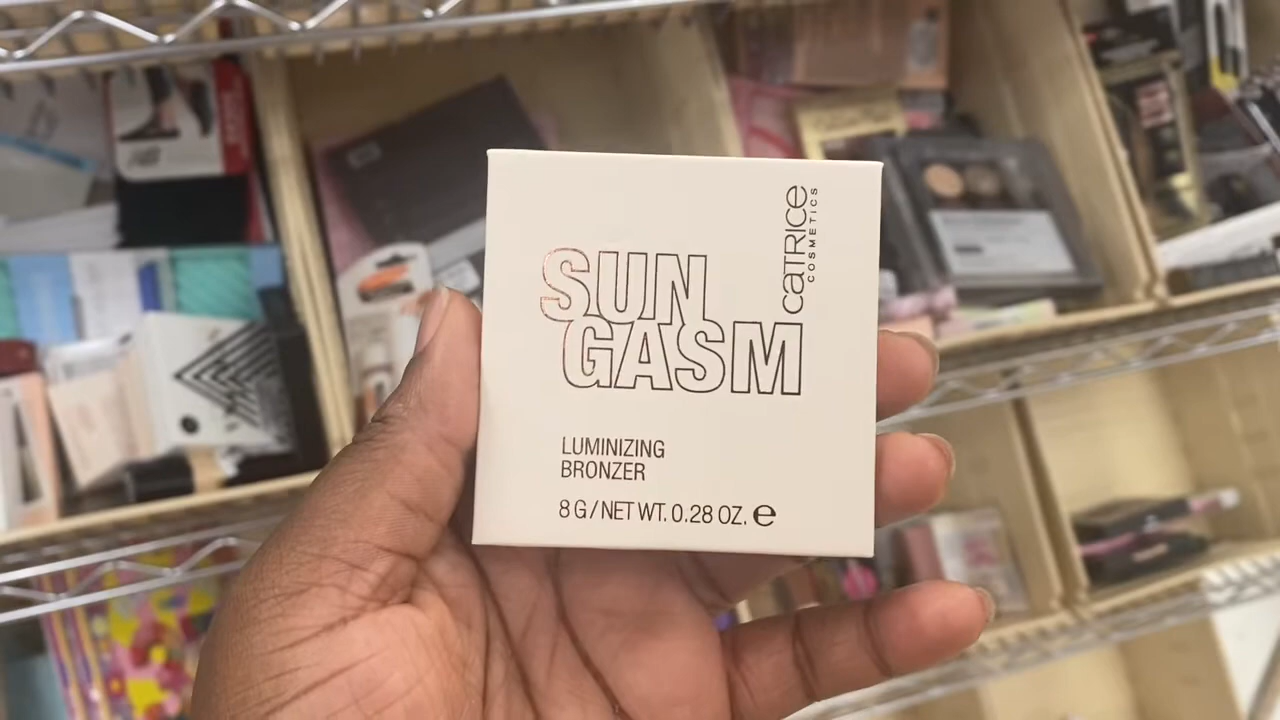 CATRICE
COSMETICS
SUN
GASM
LUMINIZING
BRONZER
8 G / NET WT. 0.28 OZ. ℮